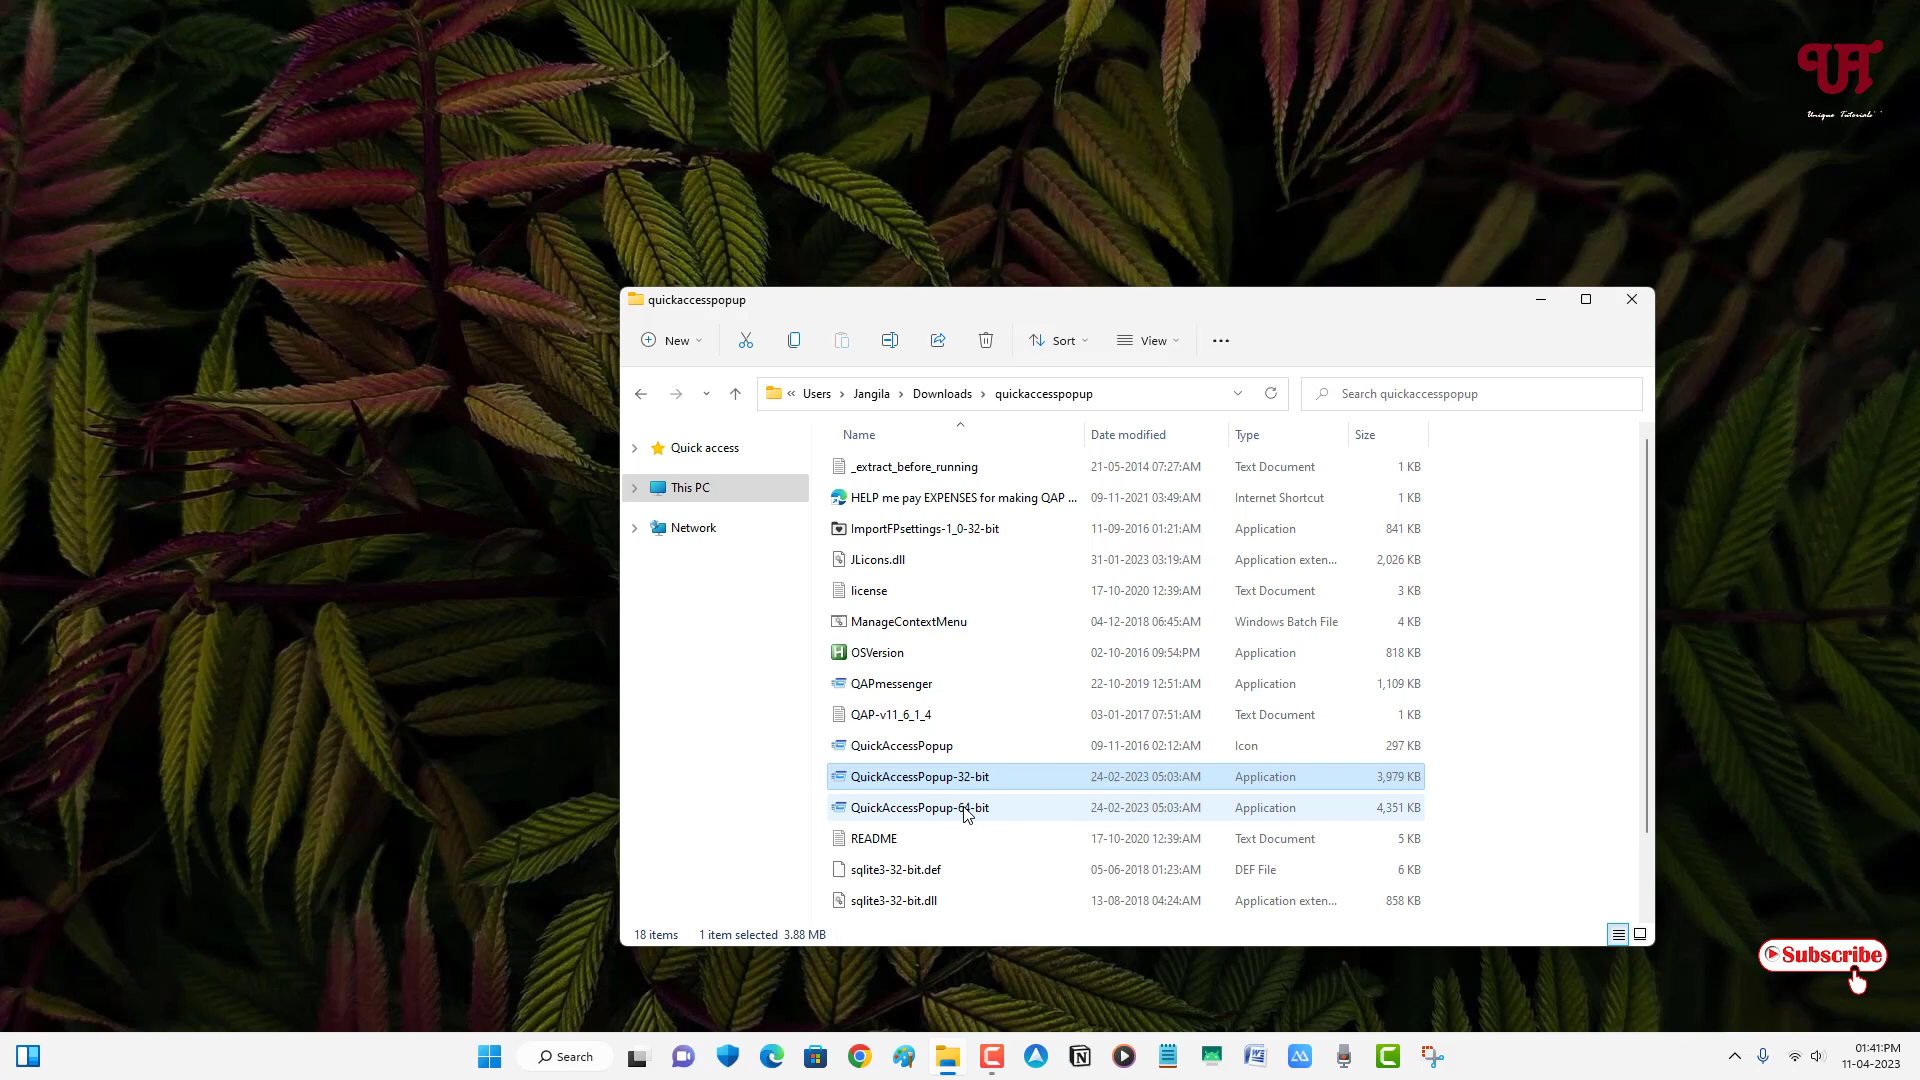 UT
Unique Tutorials
quickaccesspopup
New
Sort
View
« Users > Jangila > Downloads > quickaccesspopup
Search quickaccesspopup
Quick access
This PC
Network
Name Date modified Type Size
_extract_before_running 21-05-2014 07:27:AM Text Document 1 KB
HELP me pay EXPENSES for making QAP ... 09-11-2021 03:49:AM Internet Shortcut 1 KB
ImportFPsettings-1_0-32-bit 11-09-2016 01:21:AM Application 841 KB
JLicons.dll 31-01-2023 03:19:AM Application exten... 2,026 KB
license 17-10-2020 12:39:AM Text Document 3 KB
ManageContextMenu 04-12-2018 06:45:AM Windows Batch File 4 KB
OSVersion 02-10-2016 09:54:PM Application 818 KB
QAPmessenger 22-10-2019 12:51:AM Application 1,109 KB
QAP-v11_6_1_4 03-01-2017 07:51:AM Text Document 1 KB
QuickAccessPopup 09-11-2016 02:12:AM Icon 297 KB
QuickAccessPopup-32-bit 24-02-2023 05:03:AM Application 3,979 KB
QuickAccessPopup-64-bit 24-02-2023 05:03:AM Application 4,351 KB
README 17-10-2020 12:39:AM Text Document 5 KB
sqlite3-32-bit.def 05-06-2018 01:23:AM DEF File 6 KB
sqlite3-32-bit.dll 13-08-2018 04:24:AM Application exten... 858 KB
18 items 1 item selected 3.88 MB
Subscribe
Search
01:41:PM
11-04-2023